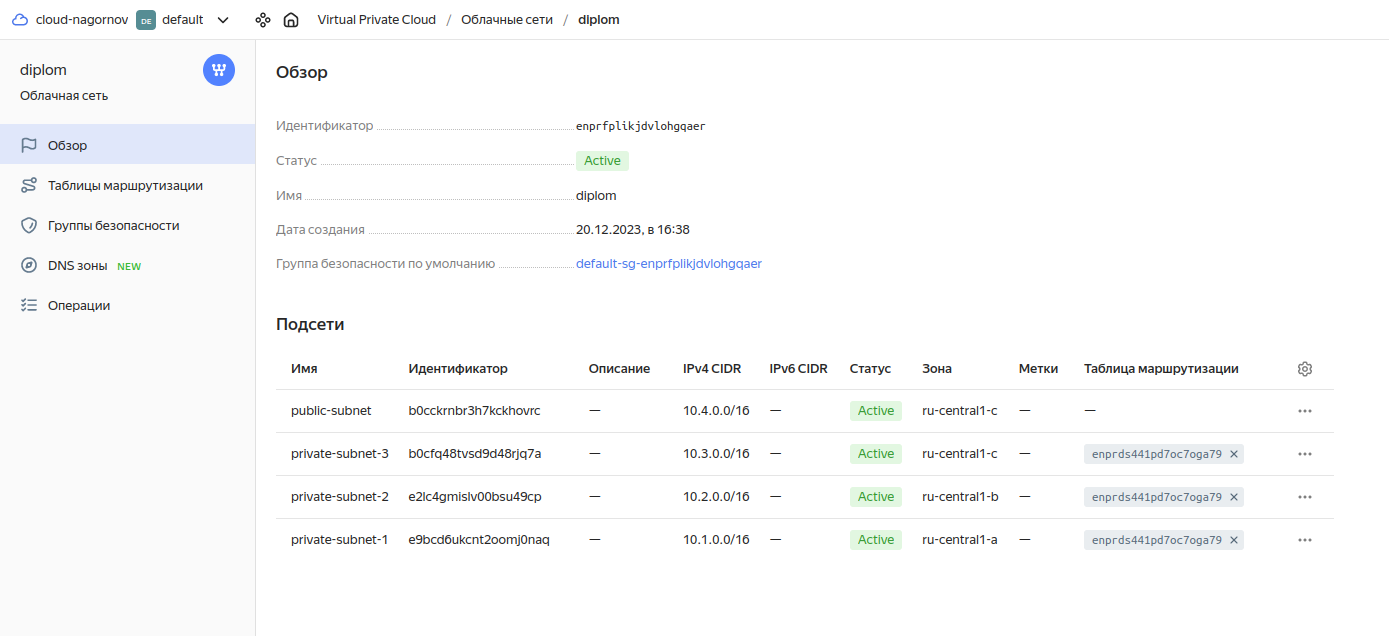 cloud-nagornov DE default Virtual Private Cloud / Облачные сети / diplom
diplom
Облачная сеть
Обзор
Таблицы маршрутизации
Группы безопасности
DNS зоны NEW
Операции
Обзор
Идентификатор enprfplikjdvlohgqaer
Статус Active
Имя diplom
Дата создания 20.12.2023, в 16:38
Группа безопасности по умолчанию default-sg-enprfplikjdvlohgqaer
Подсети
Имя Идентификатор Описание IPv4 CIDR IPv6 CIDR Статус Зона Метки Таблица маршрутизации
public-subnet b0cckrnbr3h7kckhovrc — 10.4.0.0/16 — Active ru-central1-c — —
private-subnet-3 b0cfq48tvsd9d48rjq7a — 10.3.0.0/16 — Active ru-central1-c — enprds441pd7oc7oga79
private-subnet-2 e2lc4gmislv00bsu49cp — 10.2.0.0/16 — Active ru-central1-b — enprds441pd7oc7oga79
private-subnet-1 e9bcd6ukcnt2oomj0naq — 10.1.0.0/16 — Active ru-central1-a — enprds441pd7oc7oga79